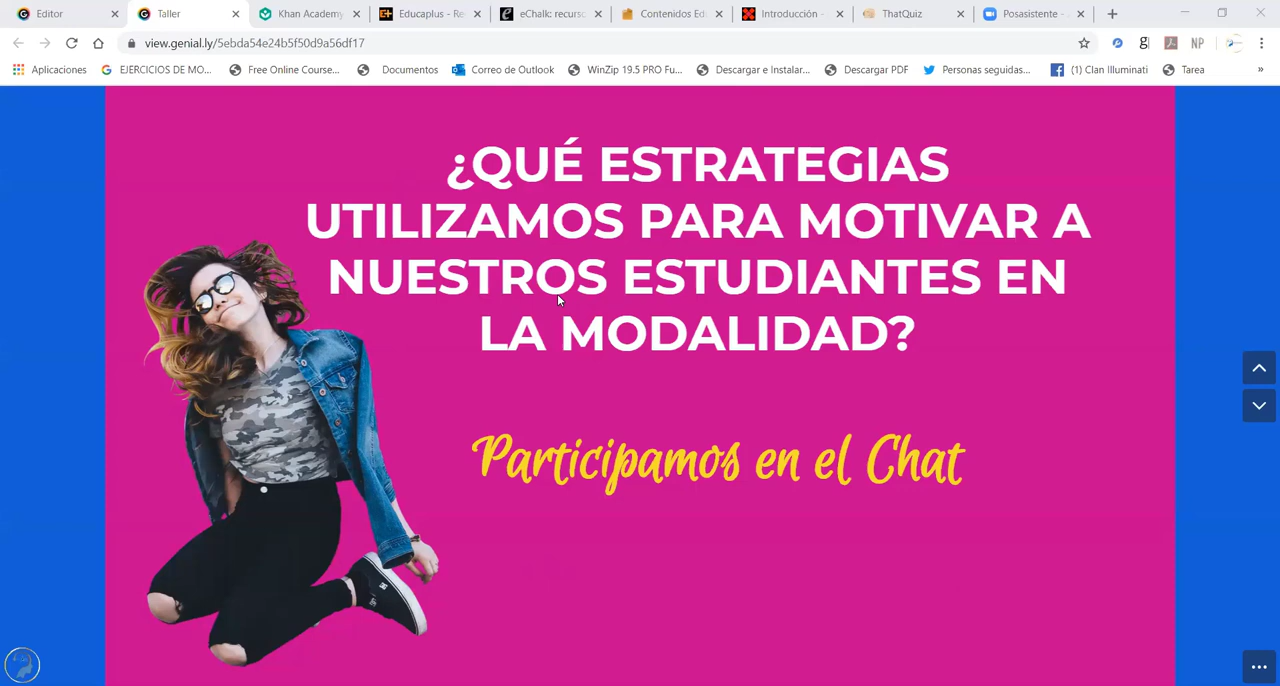 Editor
Taller
Khan Academy
Educaplus - Re
eChalk: recurso
Contenidos Ed
Introducción -
ThatQuiz
Posasistente -
view.genial.ly/5ebda54e24b5f50d9a56df17
g
NP
Aplicaciones
EJERCICIOS DE MO...
Free Online Course...
Documentos
Correo de Outlook
WinZip 19.5 PRO Fu...
Descargar e Instalar...
Descargar PDF
Personas seguidas...
(1) Clan Illuminati
Tarea
»
¿QUÉ ESTRATEGIAS
UTILIZAMOS PARA MOTIVAR A
NUESTROS ESTUDIANTES EN
LA MODALIDAD?
Participamos en el Chat